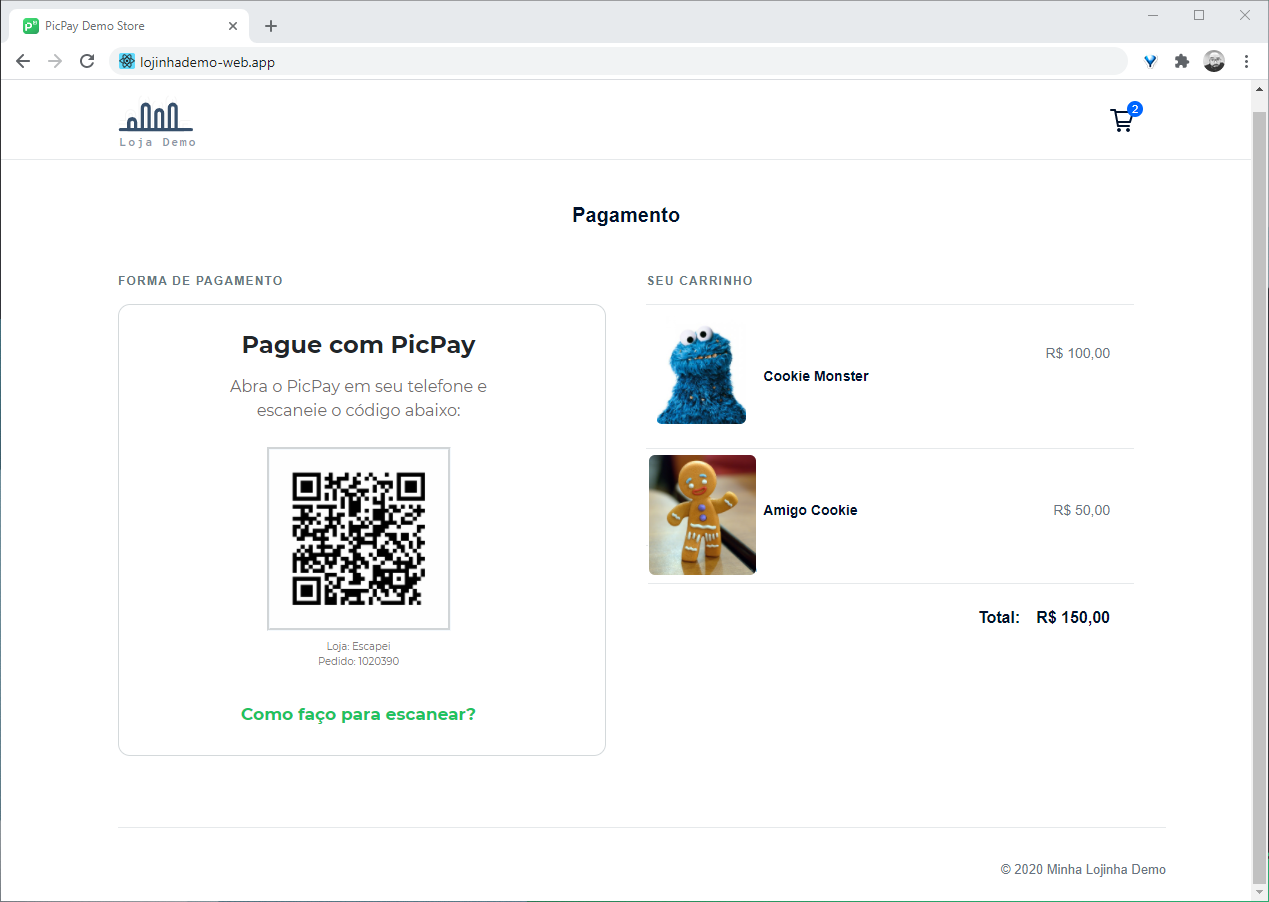 PicPay Demo Store
lojinhademo-web.app
Loja Demo
2
Pagamento
FORMA DE PAGAMENTO
Pague com PicPay
Abra o PicPay em seu telefone e
escaneie o código abaixo:
Loja: Escapei
Pedido: 1020390
Como faço para escanear?
SEU CARRINHO
Cookie Monster
R$ 100,00
Amigo Cookie
R$ 50,00
Total: R$ 150,00
© 2020 Minha Lojinha Demo